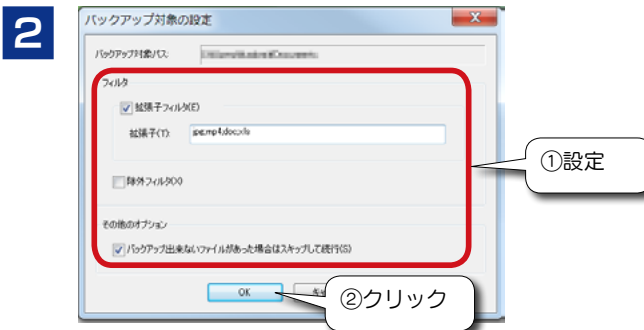 2
バックアップ対象の設定
バックアップ対象パス:
フィルタ
拡張子フィルタ(E)
拡張子(T):
jpe,mp4,doc,xls
除外フィルタ(X)
その他のオプション
バックアップ出来ないファイルがあった場合はスキップして続行(S)
OK
①設定
②クリック